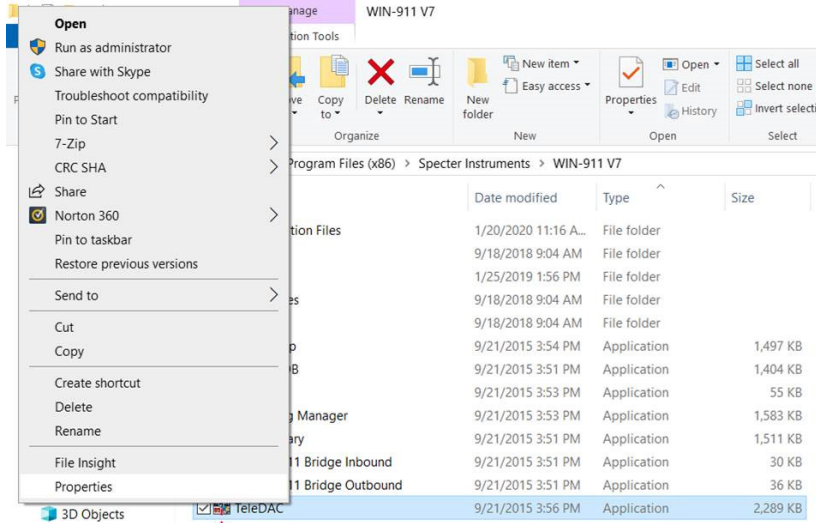 anage
WIN-911 V7
tion Tools
Open
Run as administrator
Share with Skype
Troubleshoot compatibility
Pin to Start
7-Zip
CRC SHA
Share
Norton 360
Pin to taskbar
Restore previous versions
Send to
Cut
Copy
Create shortcut
Delete
Rename
File Insight
Properties
3D Objects
ve
Copy to
Delete
Rename
Organize
New folder
New item
Easy access
New
Properties
Open
Edit
History
Open
Select all
Select none
Invert selecti
Select
Program Files (x86) > Specter Instruments > WIN-911 V7
Date modified Type Size
tion Files 1/20/2020 11:16 A... File folder
9/18/2018 9:04 AM File folder
1/25/2019 1:56 PM File folder
es 9/18/2018 9:04 AM File folder
9/18/2018 9:04 AM File folder
p 9/21/2015 3:54 PM Application 1,497 KB
B 9/21/2015 3:51 PM Application 1,404 KB
9/21/2015 3:53 PM Application 55 KB
g Manager 9/21/2015 3:53 PM Application 1,583 KB
ary 9/21/2015 3:51 PM Application 1,511 KB
11 Bridge Inbound 9/21/2015 3:51 PM Application 30 KB
11 Bridge Outbound 9/21/2015 3:51 PM Application 36 KB
TeleDAC 9/21/2015 3:56 PM Application 2,289 KB